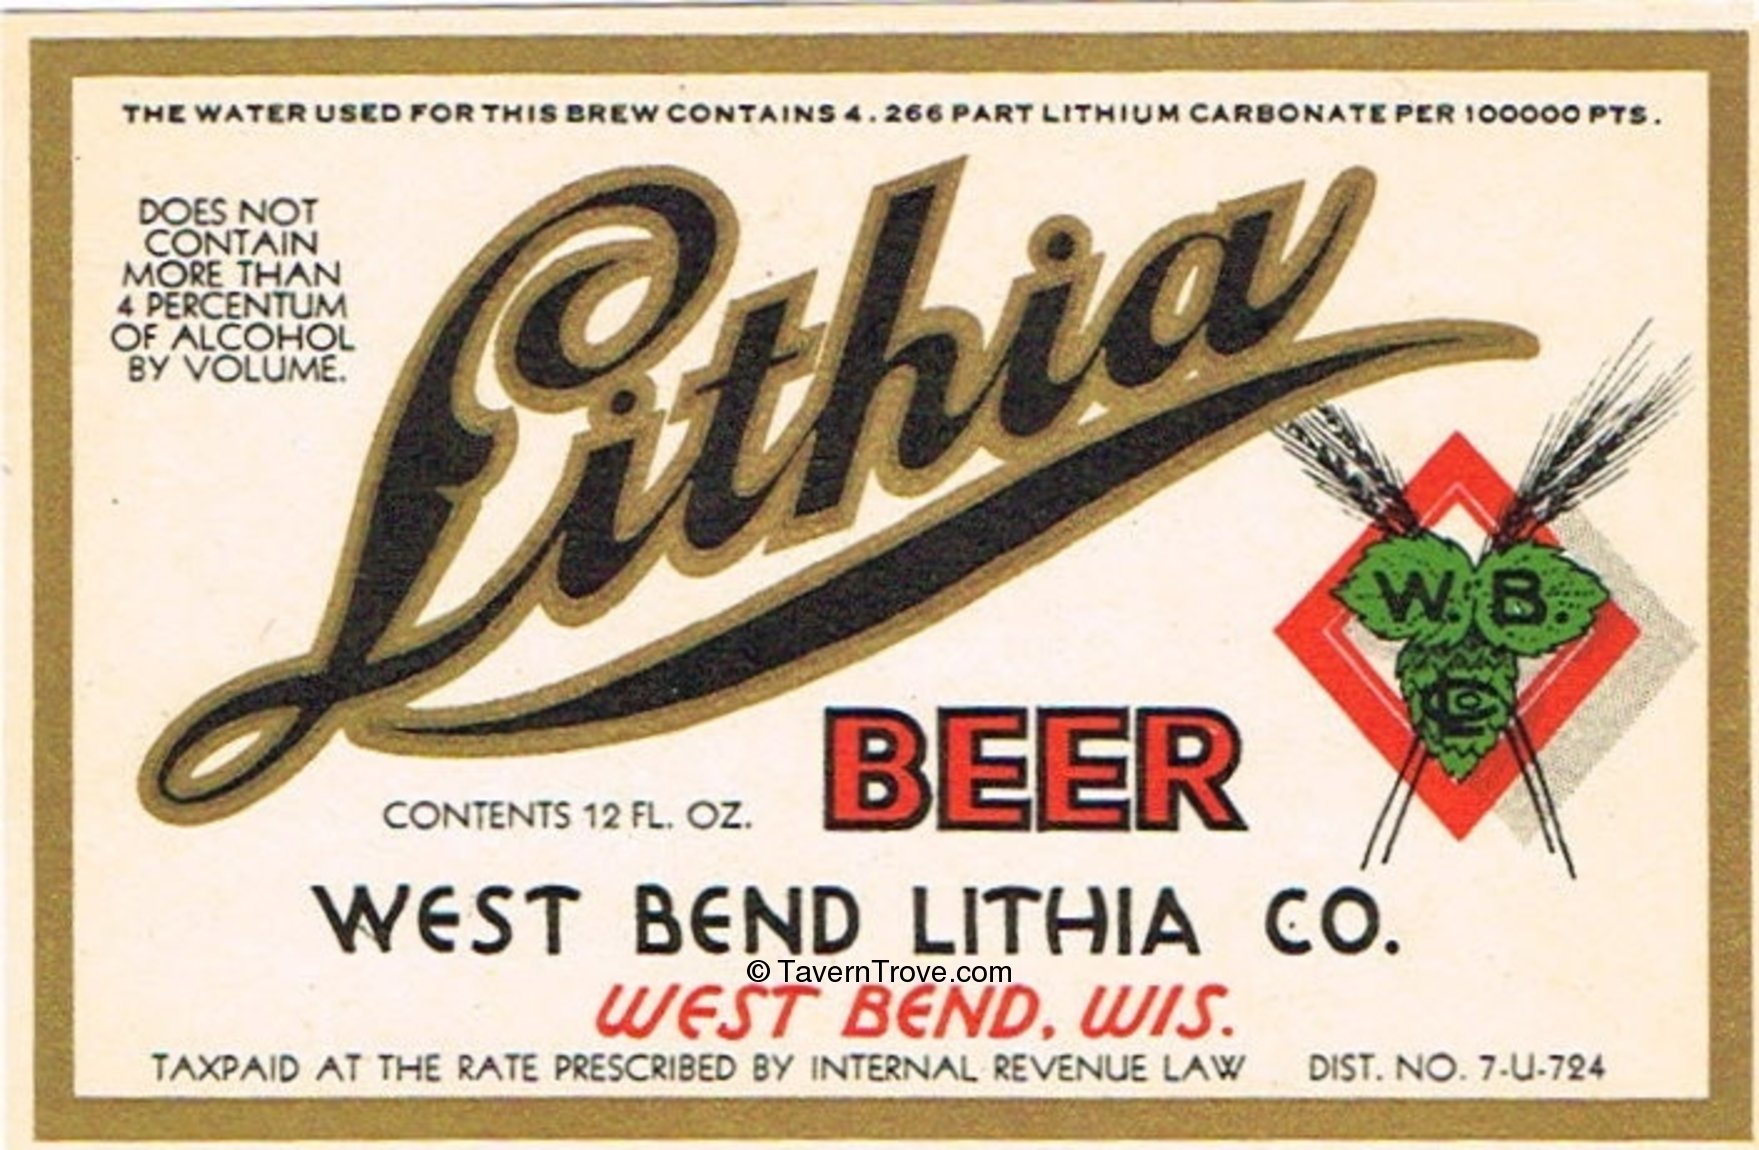 THE WATER USED FOR THIS BREW CONTAINS 4.266 PART LITHIUM CARBONATE PER 100000 PTS.
DOES NOT
CONTAIN
MORE THAN
4 PERCENTUM
OF ALCOHOL
BY VOLUME.
Lithia
W. B.
CO
BEER
CONTENTS 12 FL. OZ.
WEST BEND LITHIA CO.
© TavernTrove.com
WEST BEND, WIS.
TAXPAID AT THE RATE PRESCRIBED BY INTERNAL REVENUE LAW DIST. NO. 7-U-724